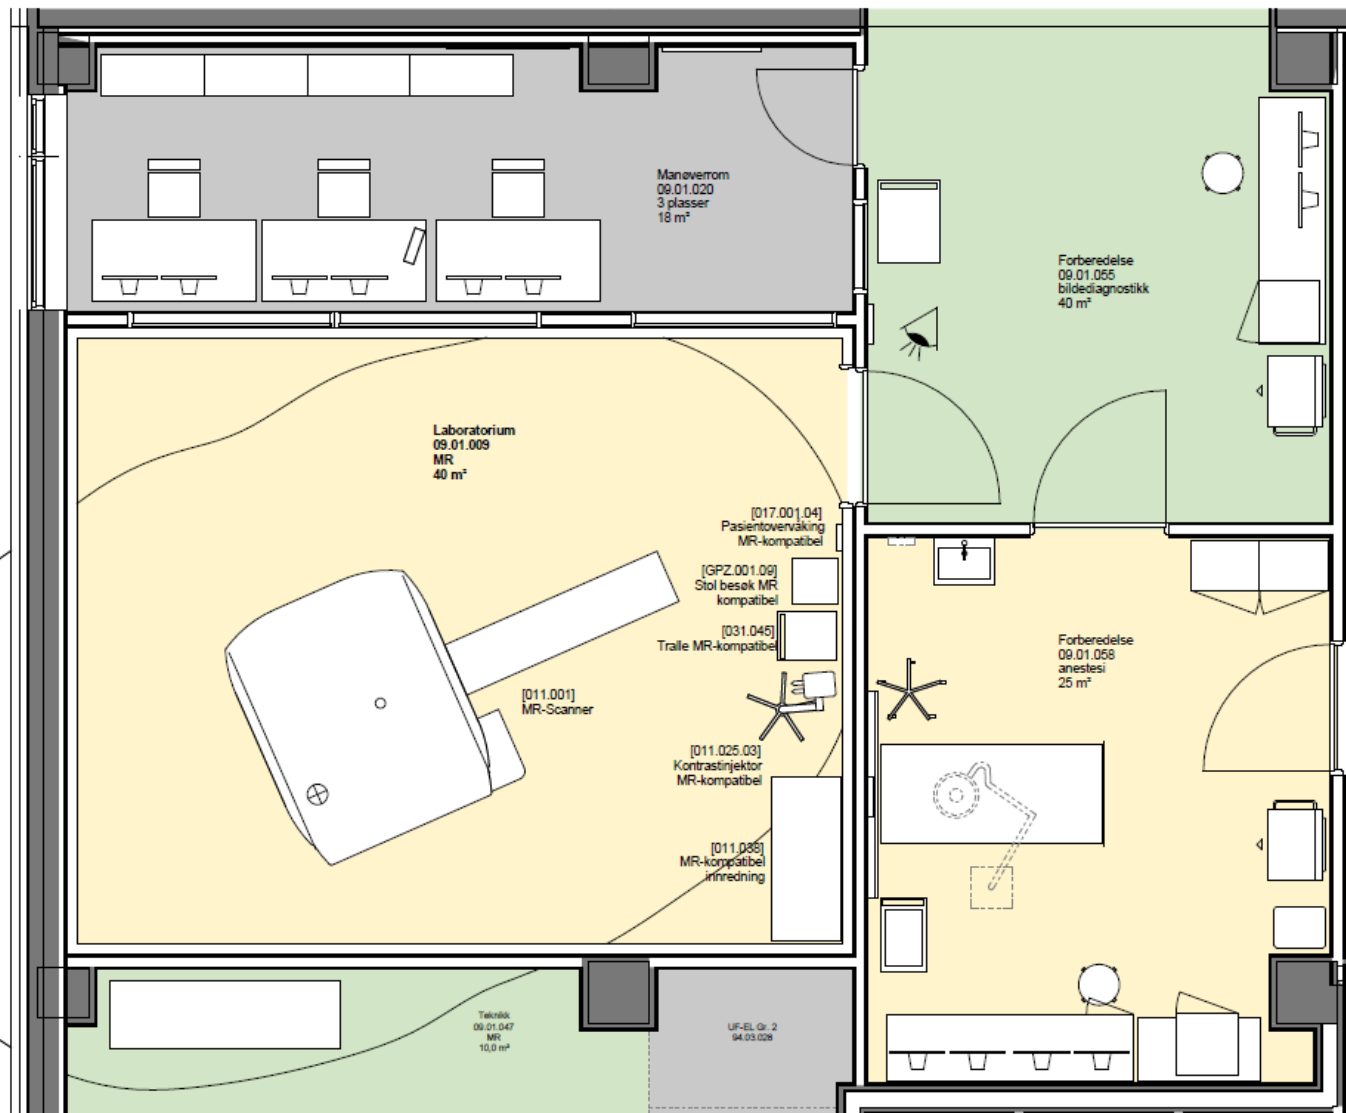 Manøverrom
09.01.020
3 plasser
18 m²
Forberedelse
09.01.055
bildediagnostikk
40 m²
Laboratorium
09.01.009
MR
40 m²
[017.001.04]
Pasientovervåking
MR-kompatibel
[GPZ.001.09]
Stol besøk MR
kompatibel
[031.045]
Tralle MR-kompatibel
[011.001]
MR-Scanner
[011.025.03]
Kontrastinjektor
MR-kompatibel
[011.038]
MR-kompatibel
innredning
Forberedelse
09.01.058
anestesi
25 m²
Teknikk
09.01.047
MR
10,0 m²
UF-EL Gr. 2
94.03.028